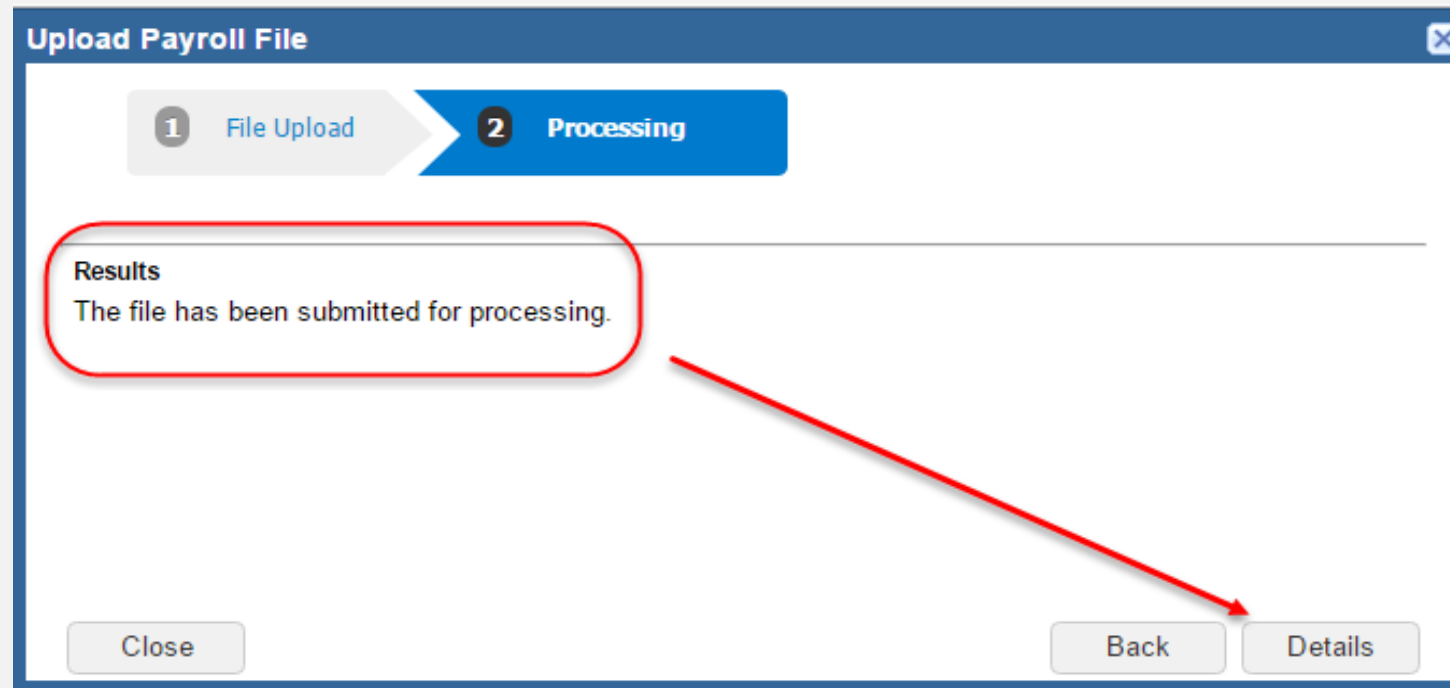 Upload Payroll File
1 File Upload 2 Processing
Results
The file has been submitted for processing.
Close Back Details